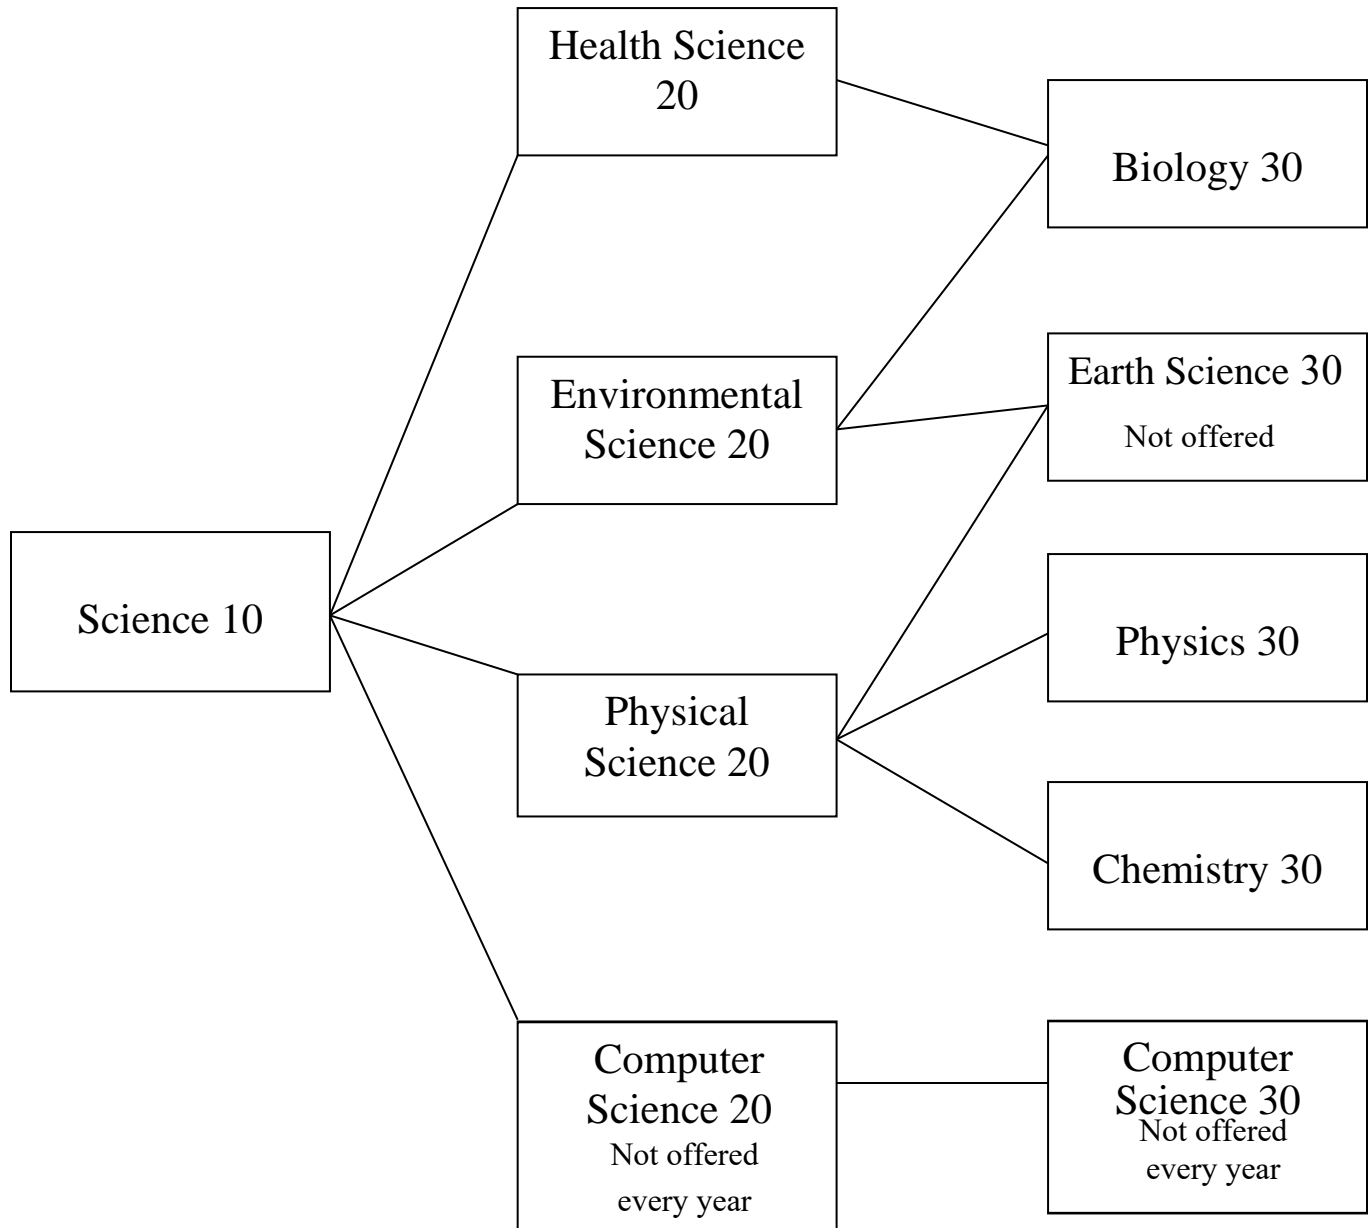 Health Science
20
Biology 30
Environmental
Science 20
Earth Science 30
Not offered
Science 10
Physics 30
Physical
Science 20
Chemistry 30
Computer
Science 20
Not offered
every year
Computer
Science 30
Not offered
every year